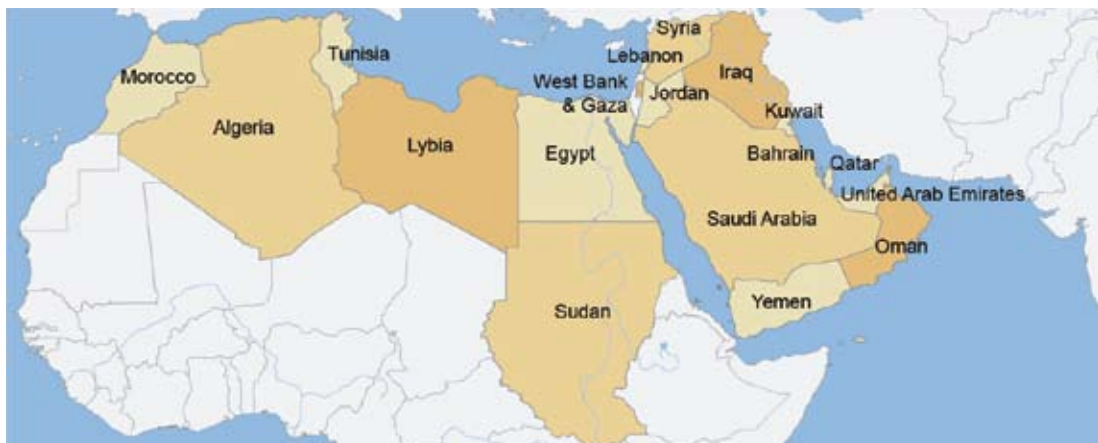 Syria
Tunisia
Lebanon
Morocco
Iraq
West Bank
& Gaza
Jordan
Kuwait
Algeria
Lybia
Egypt
Bahrain
Qatar
United Arab Emirates
Saudi Arabia
Oman
Yemen
Sudan